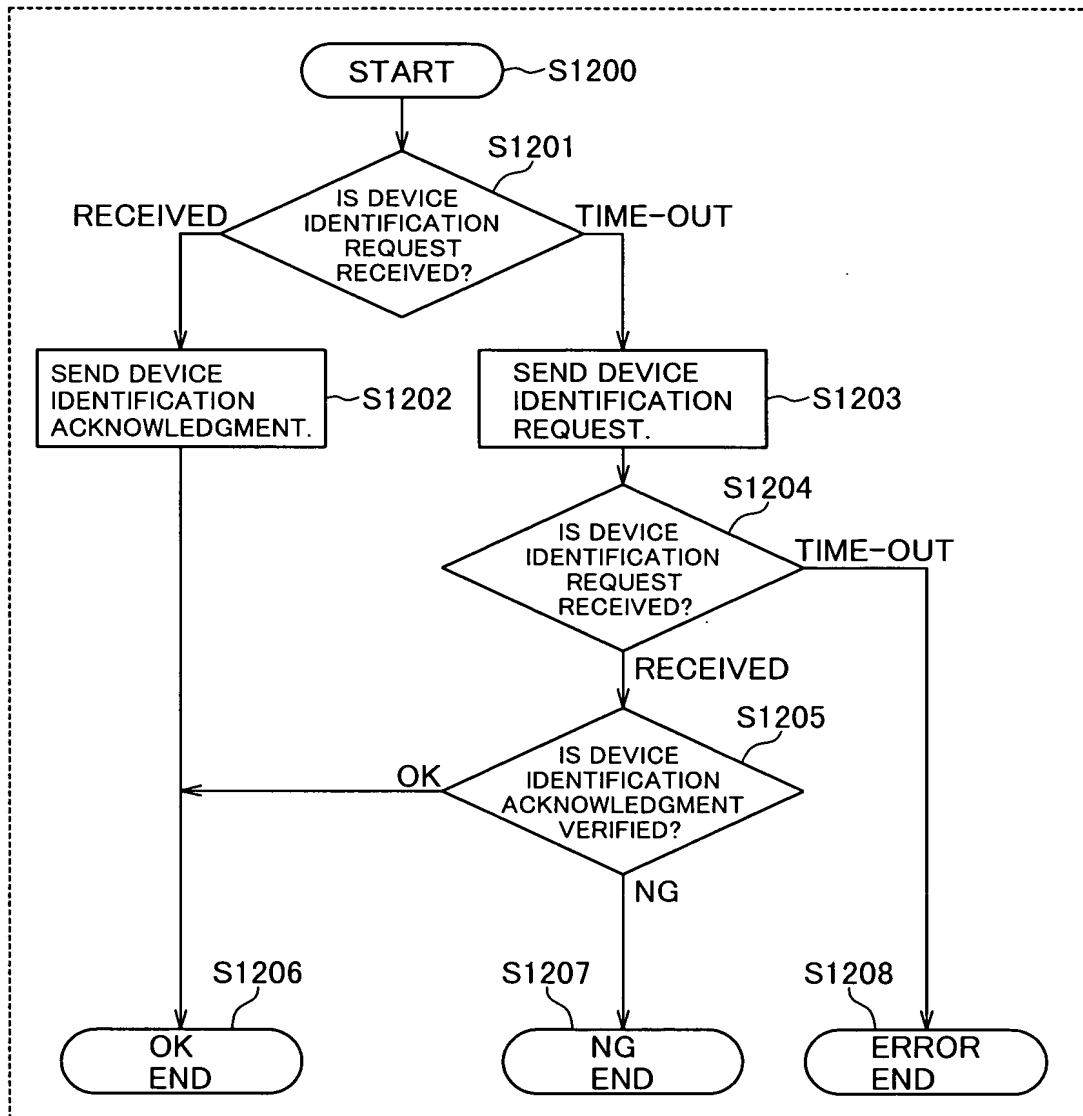 START
S1200
S1201
IS DEVICE
IDENTIFICATION
REQUEST
RECEIVED?
RECEIVED
TIME-OUT
SEND DEVICE
IDENTIFICATION
ACKNOWLEDGMENT.
S1202
SEND DEVICE
IDENTIFICATION
REQUEST.
S1203
S1204
IS DEVICE
IDENTIFICATION
REQUEST
RECEIVED?
TIME-OUT
RECEIVED
S1205
IS DEVICE
IDENTIFICATION
ACKNOWLEDGMENT
VERIFIED?
OK
NG
S1206
OK
END
S1207
NG
END
S1208
ERROR
END